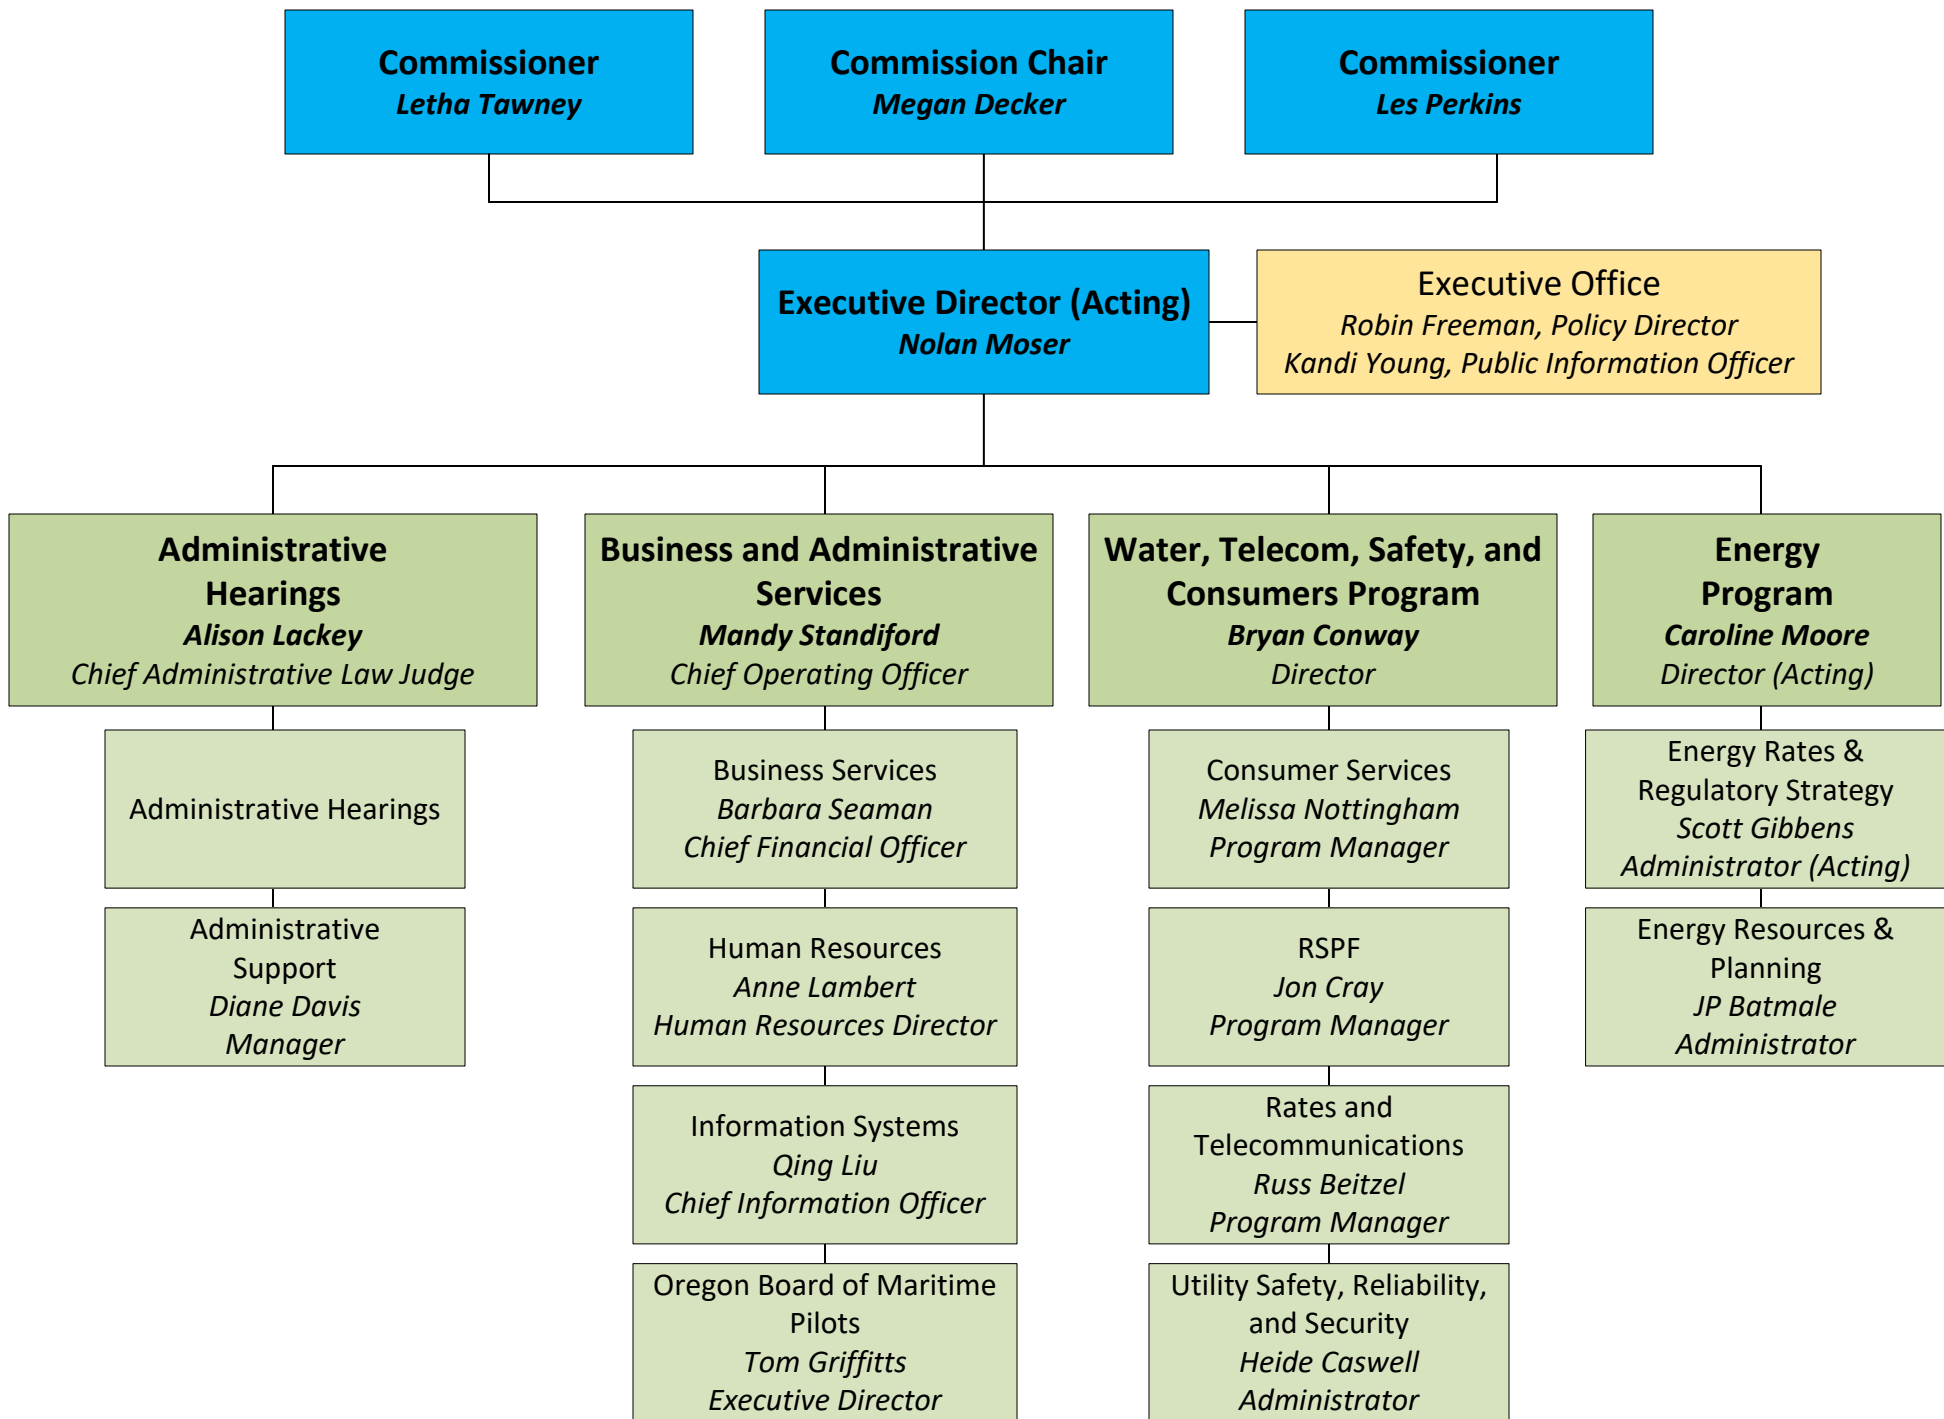 Commissioner
Letha Tawney
Commission Chair
Megan Decker
Commissioner
Les Perkins
Executive Director (Acting)
Nolan Moser
Executive Office
Robin Freeman, Policy Director
Kandi Young, Public Information Officer
Administrative
Hearings
Alison Lackey
Chief Administrative Law Judge
Business and Administrative
Services
Mandy Standiford
Chief Operating Officer
Water, Telecom, Safety, and
Consumers Program
Bryan Conway
Director
Energy
Program
Caroline Moore
Director (Acting)
Administrative Hearings
Administrative
Support
Diane Davis
Manager
Business Services
Barbara Seaman
Chief Financial Officer
Human Resources
Anne Lambert
Human Resources Director
Information Systems
Qing Liu
Chief Information Officer
Oregon Board of Maritime
Pilots
Tom Griffitts
Executive Director
Consumer Services
Melissa Nottingham
Program Manager
RSPF
Jon Cray
Program Manager
Rates and
Telecommunications
Russ Beitzel
Program Manager
Utility Safety, Reliability,
and Security
Heide Caswell
Administrator
Energy Rates &
Regulatory Strategy
Scott Gibbens
Administrator (Acting)
Energy Resources &
Planning
JP Batmale
Administrator